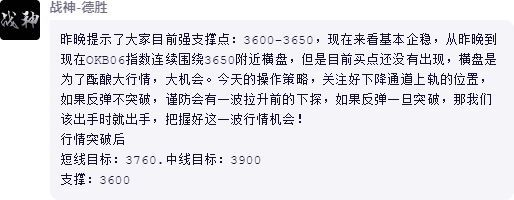 战神
战神-德胜
昨晚提示了大家目前强支撑点：3600-3650，现在来看基本企稳，从昨晚到
现在OKB06指数连续围绕3650附近横盘，但是目前买点还没有出现，横盘是
为了酝酿大行情，大机会。今天的操作策略，关注好下降通道上轨的位置，
如果反弹不突破，谨防会有一波拉升前的下探，如果反弹一旦突破，那我们
该出手时就出手，把握好这一波行情机会！
行情突破后
短线目标：3760.中线目标：3900
支撑：3600